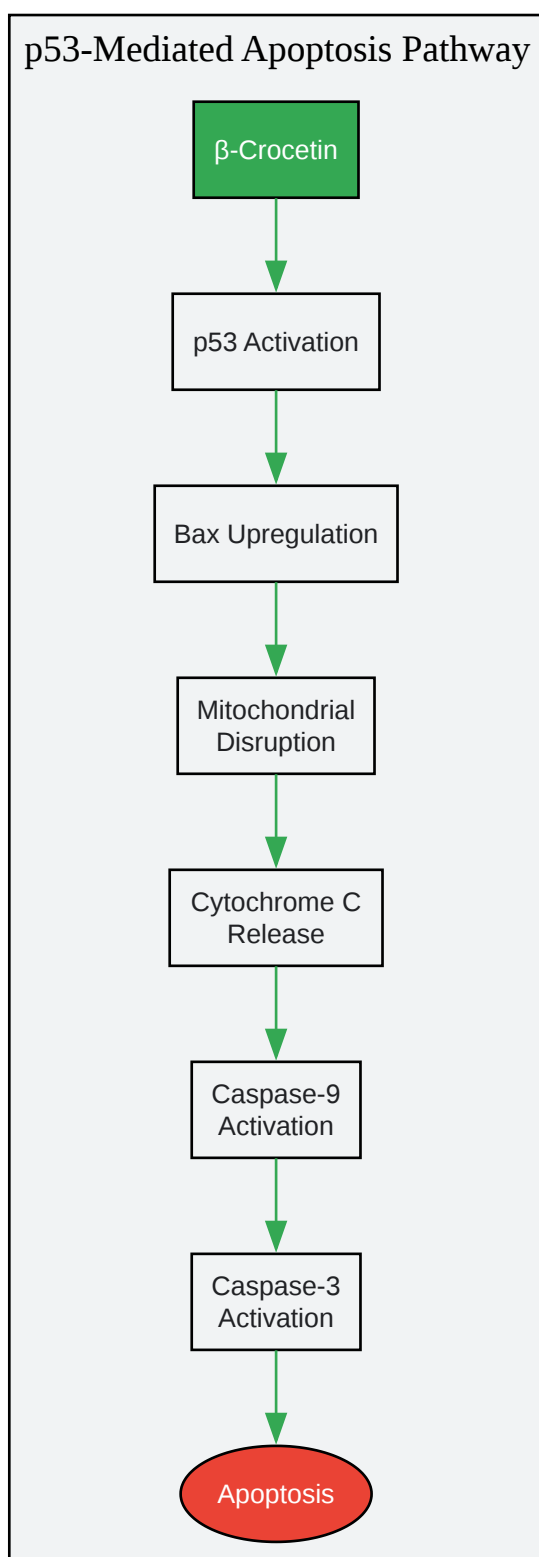 p53-Mediated Apoptosis Pathway
β-Crocetin
p53 Activation
Bax Upregulation
Mitochondrial
Disruption
Cytochrome C
Release
Caspase-9
Activation
Caspase-3
Activation
Apoptosis